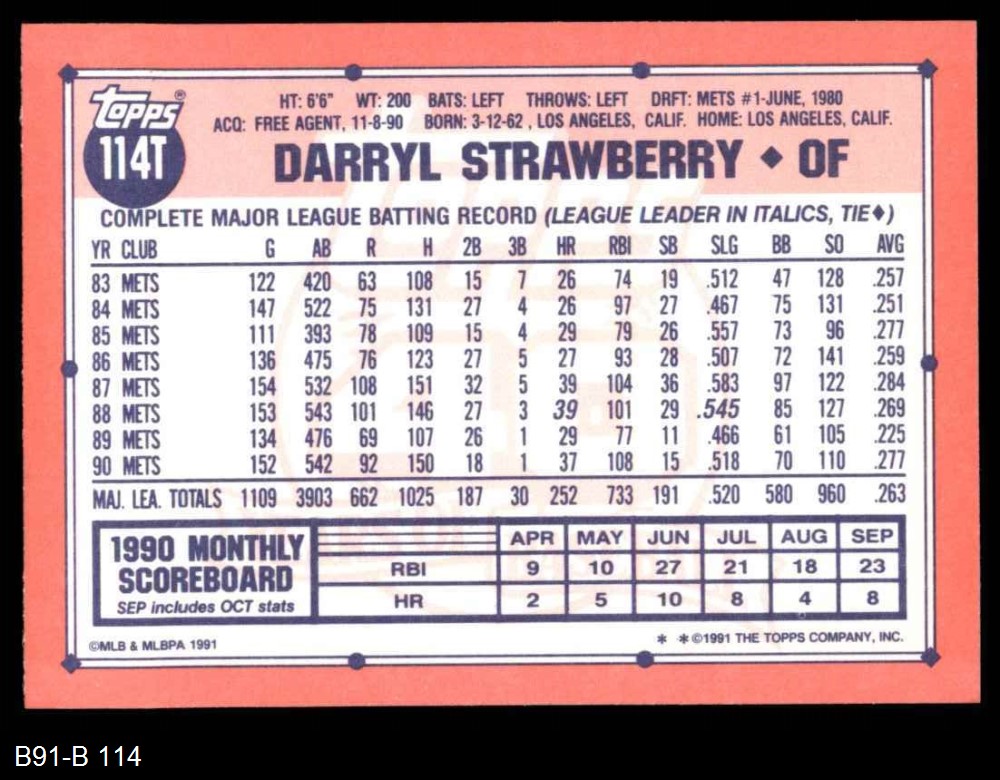 topps®
114T
HT: 6'6" WT: 200 BATS: LEFT THROWS: LEFT DRFT: METS #1-JUNE, 1980
ACQ: FREE AGENT, 11-8-90 BORN: 3-12-62 , LOS ANGELES, CALIF. HOME: LOS ANGELES, CALIF.
DARRYL STRAWBERRY ◆ OF
COMPLETE MAJOR LEAGUE BATTING RECORD (LEAGUE LEADER IN ITALICS, TIE◆)
YR CLUB G AB R H 2B 3B HR RBI SB SLG BB SO AVG
83 METS 122 420 63 108 15 7 26 74 19 .512 47 128 .257
84 METS 147 522 75 131 27 4 26 97 27 .467 75 131 .251
85 METS 111 393 78 109 15 4 29 79 26 .557 73 96 .277
86 METS 136 475 76 123 27 5 27 93 28 .507 72 141 .259
87 METS 154 532 108 151 32 5 39 104 36 .583 97 122 .284
88 METS 153 543 101 146 27 3 39 101 29 .545 85 127 .269
89 METS 134 476 69 107 26 1 29 77 11 .466 61 105 .225
90 METS 152 542 92 150 18 1 37 108 15 .518 70 110 .277
MAJ. LEA. TOTALS 1109 3903 662 1025 187 30 252 733 191 .520 580 960 .263
1990 MONTHLY
SCOREBOARD
SEP includes OCT stats
APR MAY JUN JUL AUG SEP
RBI 9 10 27 21 18 23
HR 2 5 10 8 4 8
©MLB & MLBPA 1991
* *©1991 THE TOPPS COMPANY, INC.
B91-B 114